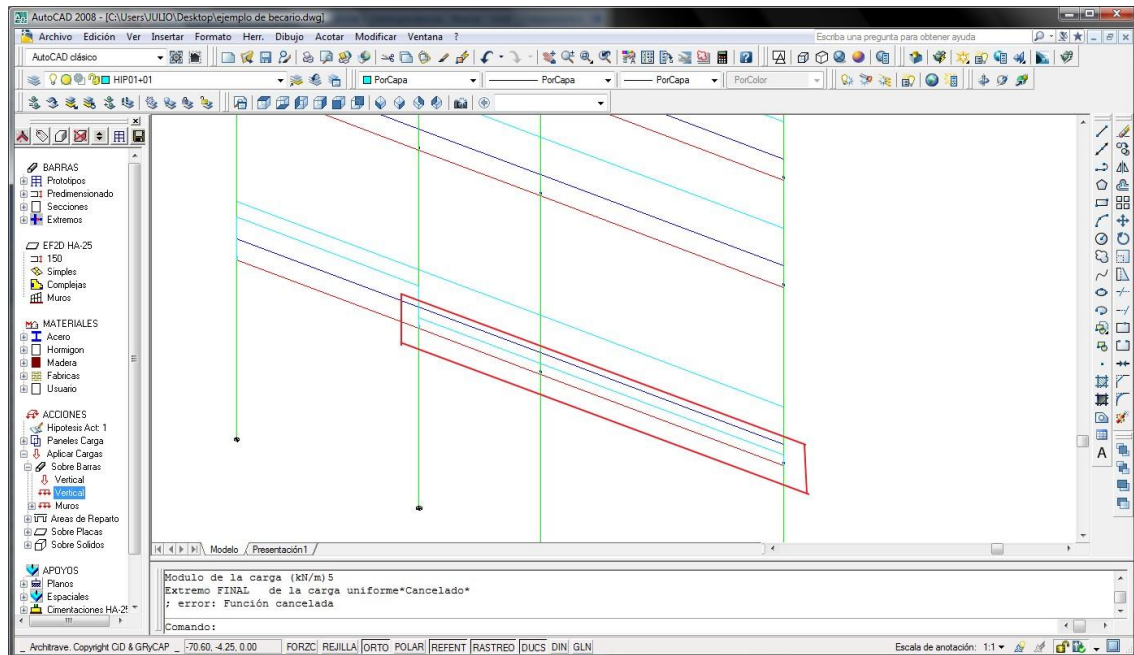 AutoCAD 2008 - [C:\Users\JULIO\Desktop\ejemplo de becario.dwg]
Archivo Edición Ver Insertar Formato Herr. Dibujo Acotar Modificar Ventana ?
Escriba una pregunta para obtener ayuda
AutoCAD clásico
HIP01+01 PorCapa PorCapa PorCapa PorColor
BARRAS
Prototipos
Predimensionado
Secciones
Extremos
EF2D HA-25
150
Simples
Complejas
Muros
MATERIALES
Acero
Hormigon
Madera
Fabricas
Usuario
ACCIONES
Hipotesis Act: 1
Paneles Carga
Aplicar Cargas
Sobre Barras
Vertical
Vertical
Muros
Areas de Reparto
Sobre Placas
Sobre Solidos
APOYOS
Planos
Espaciales
Cimentaciones HA-25
Modelo Presentación1
Modulo de la carga (kN/m)5
Extremo FINAL de la carga uniforme*Cancelado*
; error: Función cancelada
Comando:
_ Architrave. Copyright CiD & GRyCAP _ -70.60, -4.25, 0.00 FORZC REJILLA ORTO POLAR REFENT RASTREO DUCS DIN GLN Escala de anotación: 1:1